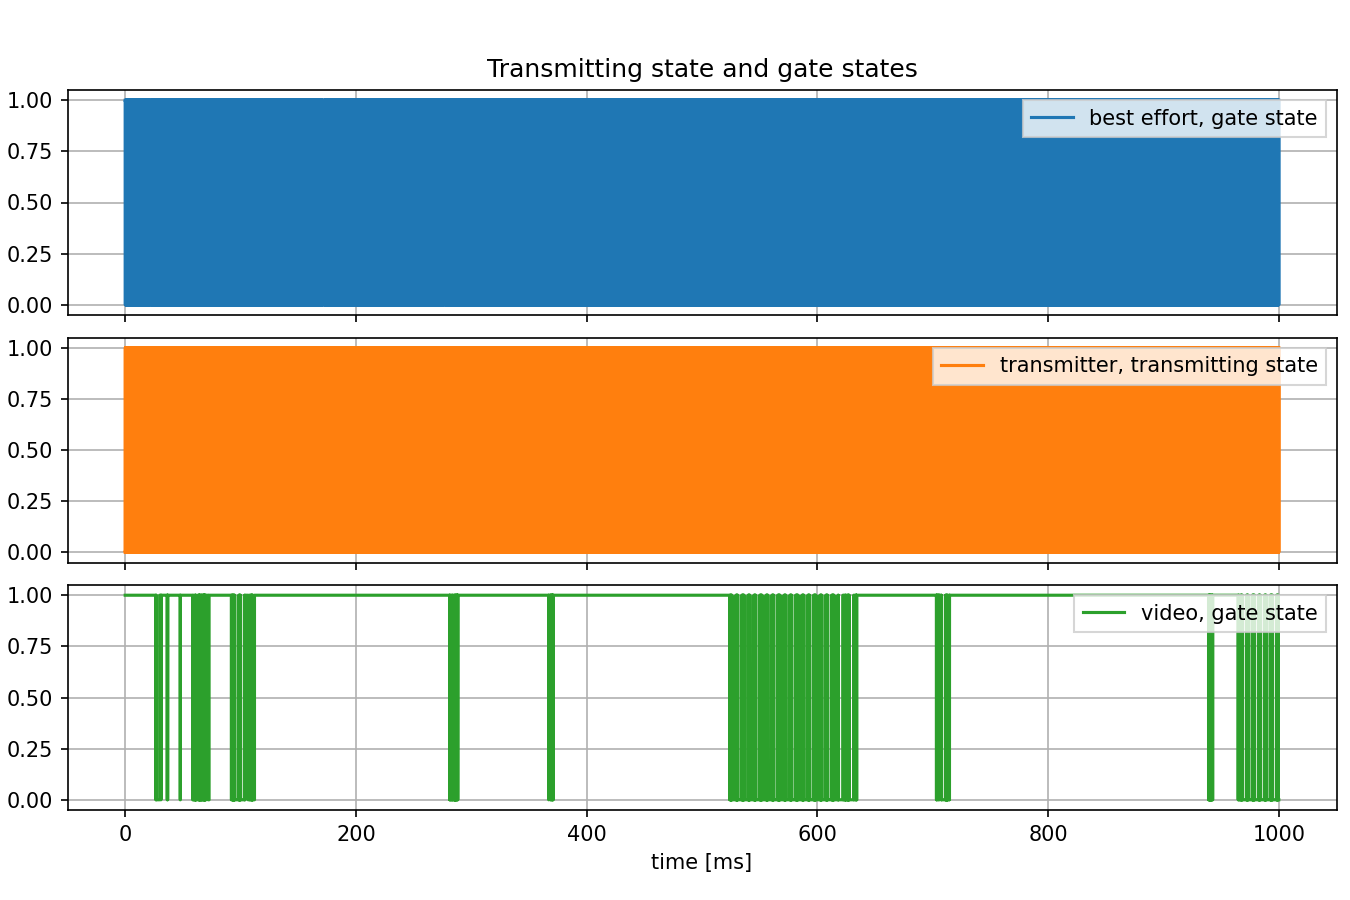 Transmitting state and gate states
1.00
0.75
0.50
0.25
0.00
best effort, gate state
1.00
0.75
0.50
0.25
0.00
transmitter, transmitting state
1.00
0.75
0.50
0.25
0.00
video, gate state
0 200 400 600 800 1000
time [ms]